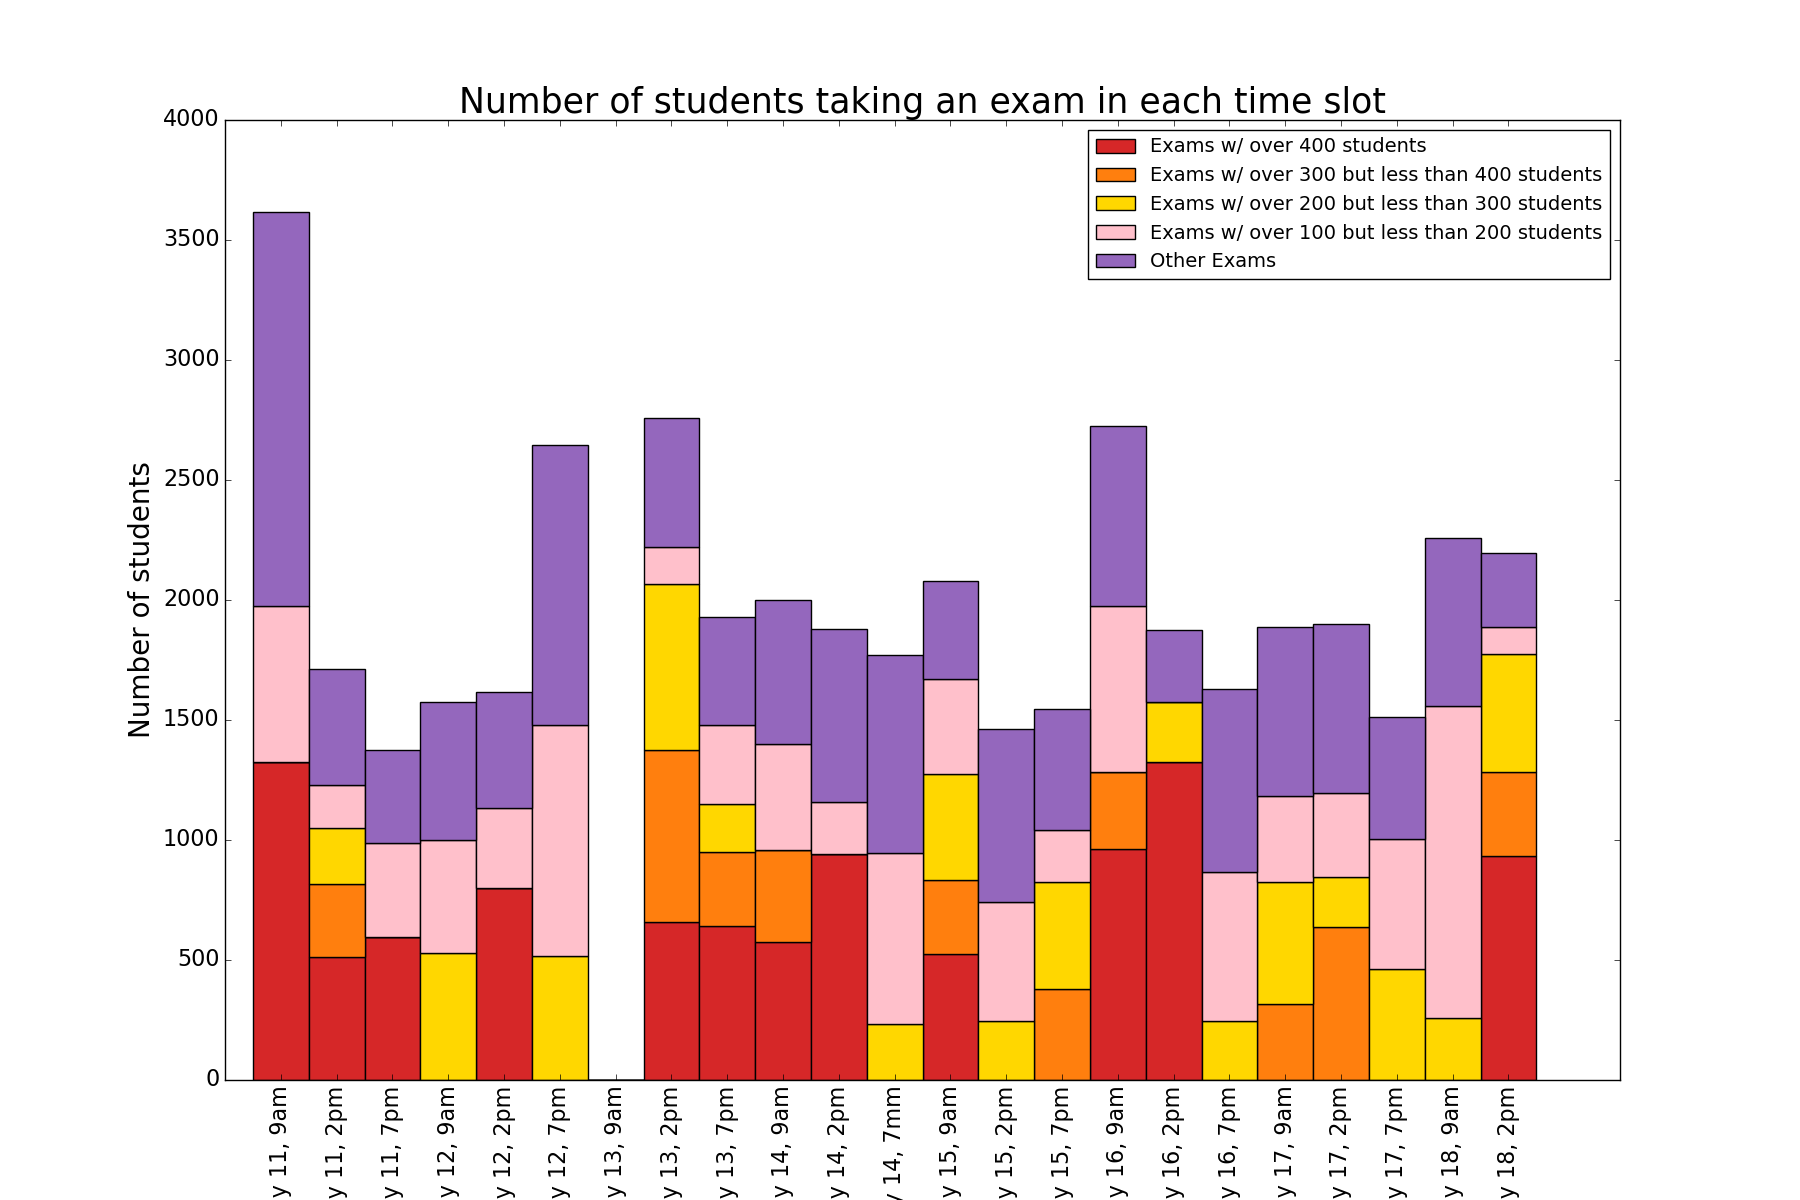 Number of students taking an exam in each time slot
Number of students
4000
3500
3000
2500
2000
1500
1000
500
0
Exams w/ over 400 students
Exams w/ over 300 but less than 400 students
Exams w/ over 200 but less than 300 students
Exams w/ over 100 but less than 200 students
Other Exams
y 11, 9am
y 11, 2pm
y 11, 7pm
y 12, 9am
y 12, 2pm
y 12, 7pm
y 13, 9am
y 13, 2pm
y 13, 7pm
y 14, 9am
y 14, 2pm
y 14, 7mm
y 15, 9am
y 15, 2pm
y 15, 7pm
y 16, 9am
y 16, 2pm
y 16, 7pm
y 17, 9am
y 17, 2pm
y 17, 7pm
y 18, 9am
y 18, 2pm